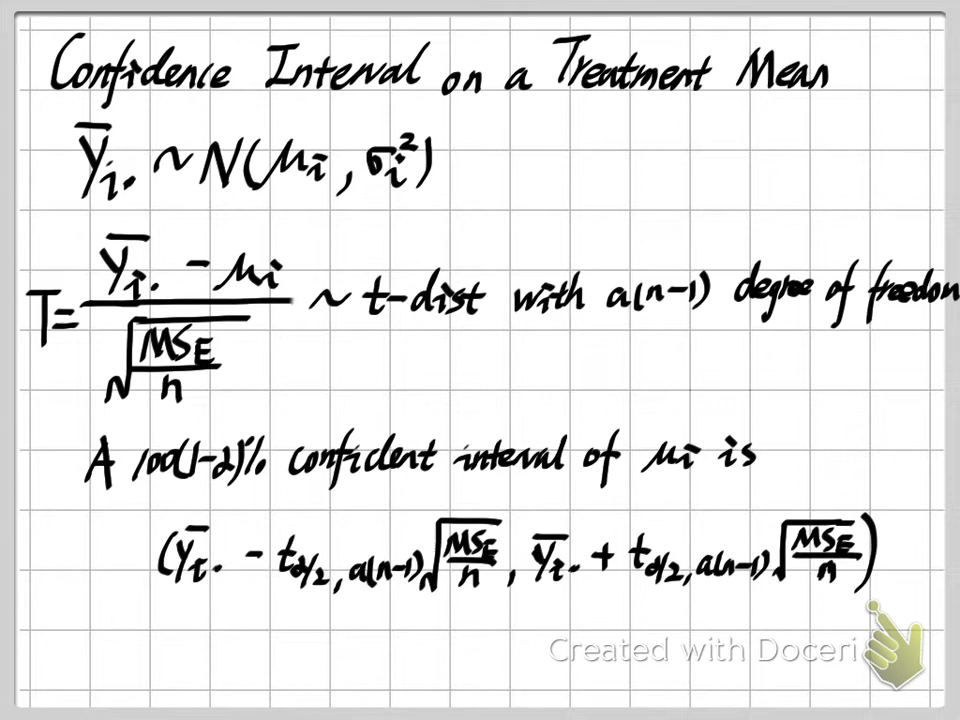 Confidence Interval on a Treatment Mean
Ȳi. ~ N(μi, σi²)
T = (ȳi. - μi) / √(MSE/n) ~ t-dist with a(n-1) degree of freedom
A 100(1-α)% confident interval of μi is
(ȳi. - tα/2, a(n-1) √(MSE/n), ȳi. + tα/2, a(n-1) √(MSE/n))
Created with Doceri